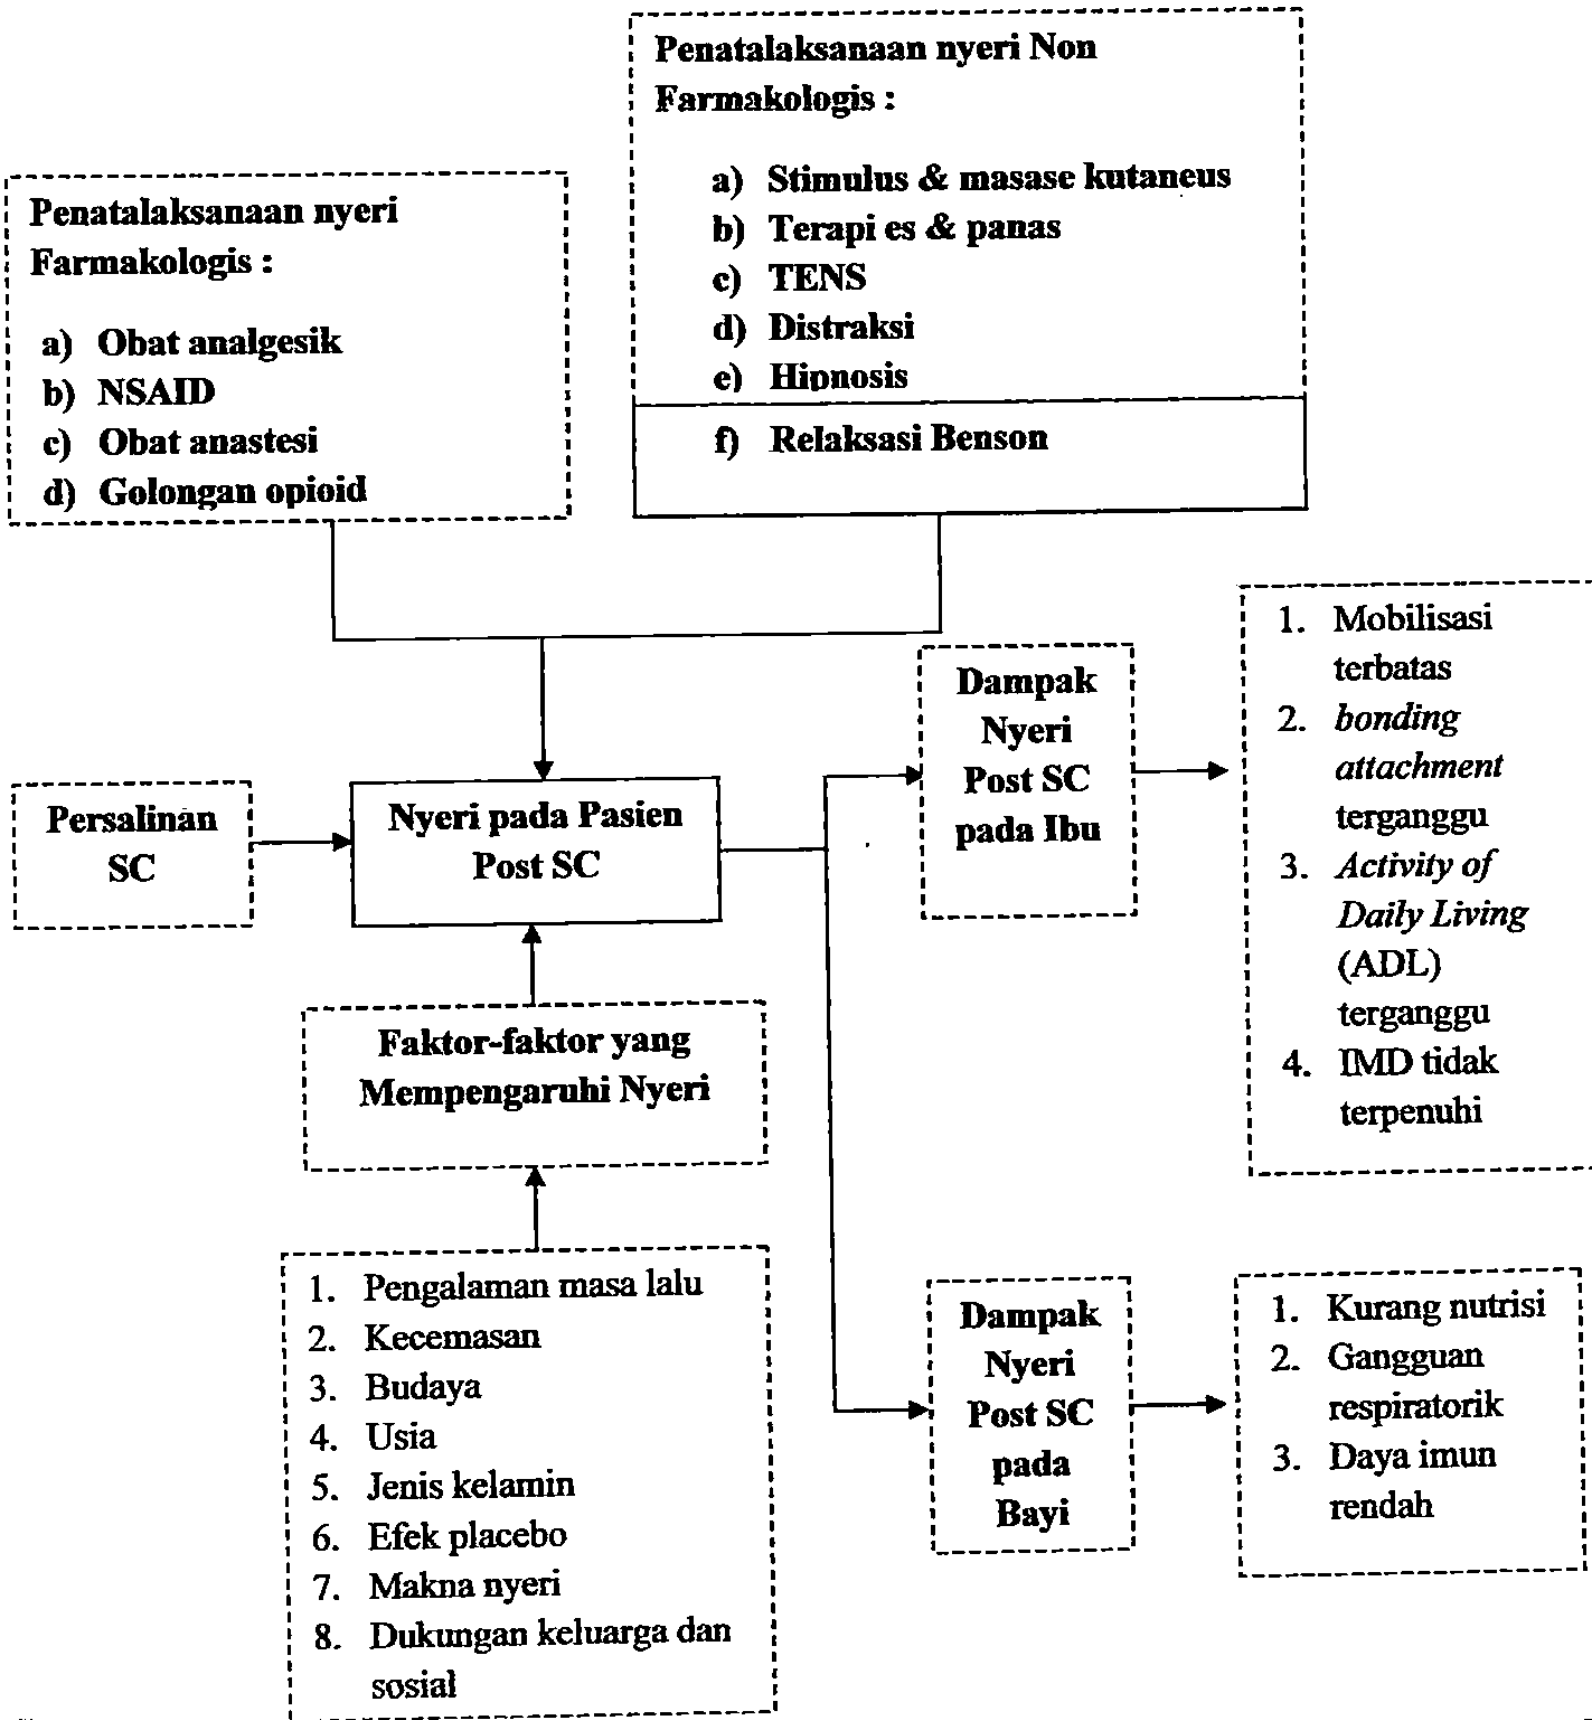 Penatalaksanaan nyeri Non
Farmakologis :
a) Stimulus & masase kutaneus
b) Terapi es & panas
c) TENS
d) Distraksi
e) Hipnosis
f) Relaksasi Benson
Penatalaksanaan nyeri
Farmakologis :
a) Obat analgesik
b) NSAID
c) Obat anastesi
d) Golongan opioid
Persalinan
SC
Nyeri pada Pasien
Post SC
Dampak
Nyeri
Post SC
pada Ibu
1. Mobilisasi
terbatas
2. bonding
attachment
terganggu
3. Activity of
Daily Living
(ADL)
terganggu
4. IMD tidak
terpenuhi
Faktor-faktor yang
Mempengaruhi Nyeri
1. Pengalaman masa lalu
2. Kecemasan
3. Budaya
4. Usia
5. Jenis kelamin
6. Efek placebo
7. Makna nyeri
8. Dukungan keluarga dan
sosial
Dampak
Nyeri
Post SC
pada
Bayi
1. Kurang nutrisi
2. Gangguan
respiratorik
3. Daya imun
rendah